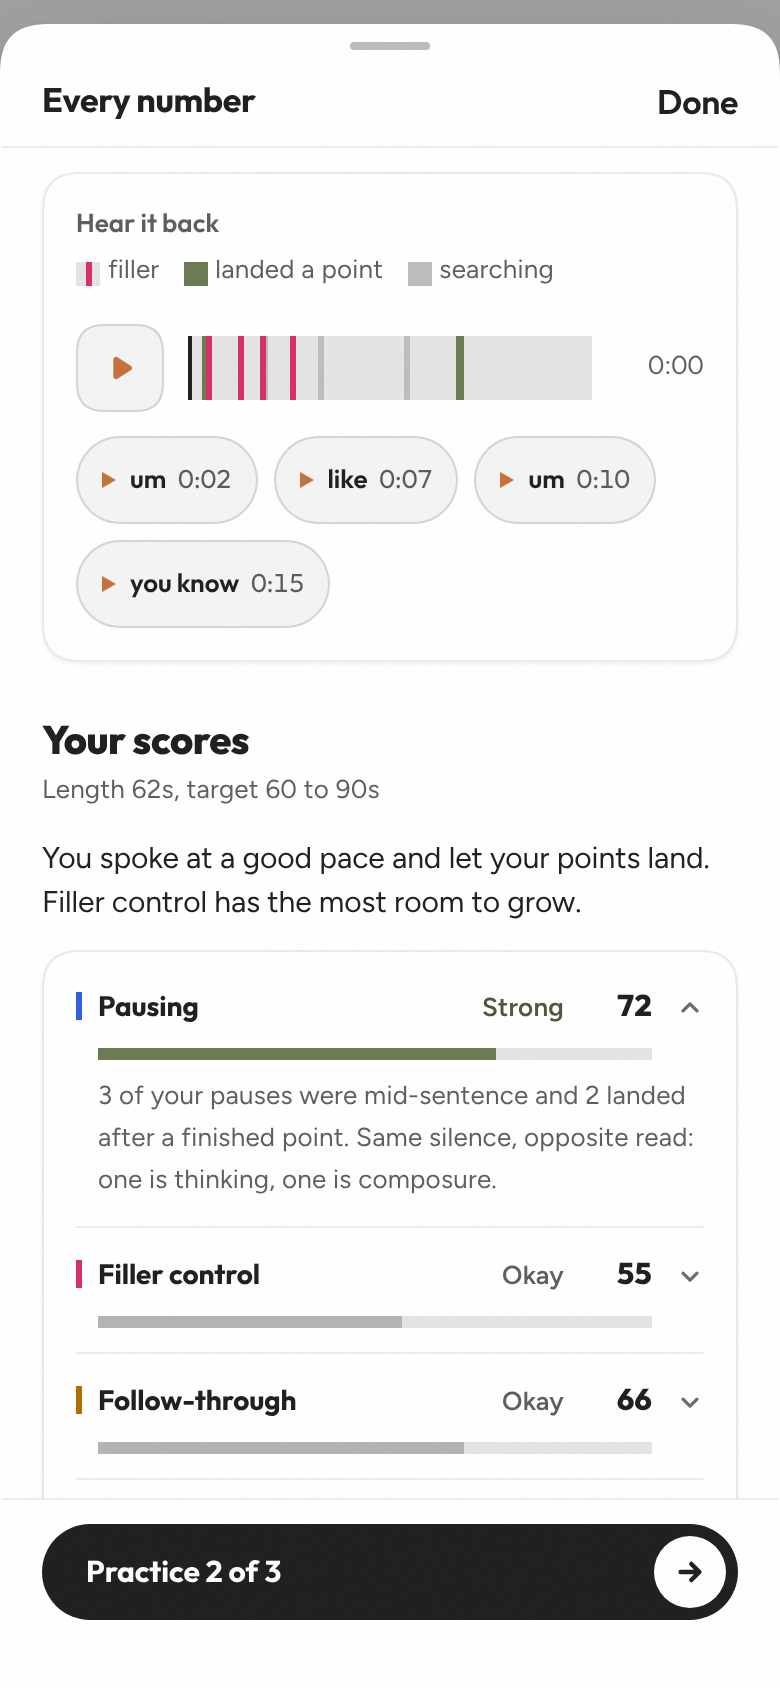 Every number
Done
Hear it back
filler
landed a point
searching
0:00
um 0:02
like 0:07
um 0:10
you know 0:15
Your scores
Length 62s, target 60 to 90s
You spoke at a good pace and let your points land.
Filler control has the most room to grow.
Pausing
Strong
72
3 of your pauses were mid-sentence and 2 landed
after a finished point. Same silence, opposite read:
one is thinking, one is composure.
Filler control
Okay
55
Follow-through
Okay
66
Practice 2 of 3